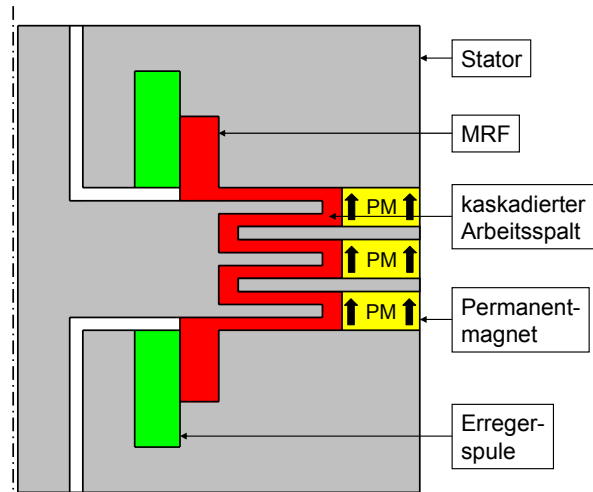 Stator
MRF
PM
kaskadierter
Arbeitsspalt
PM
PM
Permanent-
magnet
Erreger-
spule